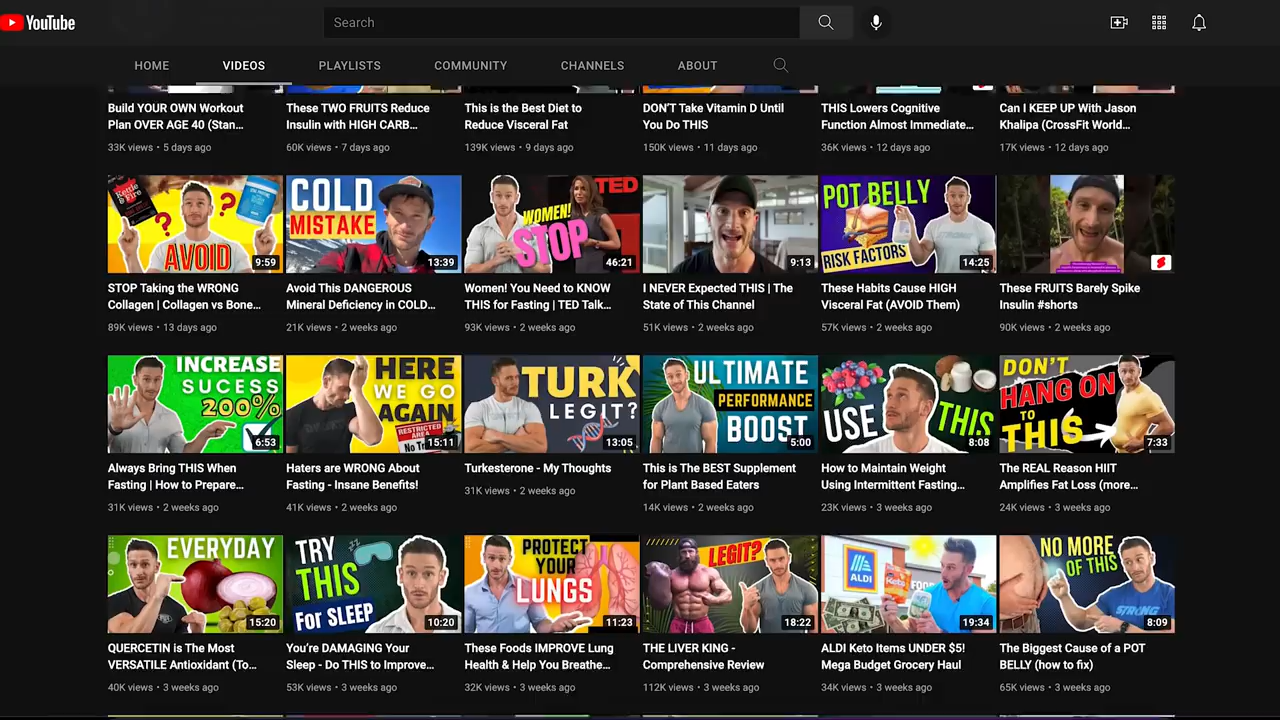 YouTube
Search
HOME
VIDEOS
PLAYLISTS
COMMUNITY
CHANNELS
ABOUT
Build YOUR OWN Workout
Plan OVER AGE 40 (Stan...
33K views • 5 days ago
These TWO FRUITS Reduce
Insulin with HIGH CARB...
60K views • 7 days ago
This is the Best Diet to
Reduce Visceral Fat
139K views • 9 days ago
DON'T Take Vitamin D Until
You Do THIS
150K views • 11 days ago
THIS Lowers Cognitive
Function Almost Immediate...
36K views • 12 days ago
Can I KEEP UP With Jason
Khalipa (CrossFit World...
17K views • 12 days ago
Kettle
& Fire
?
?
AVOID
9:59
STOP Taking the WRONG
Collagen | Collagen vs Bone...
89K views • 13 days ago
COLD
MISTAKE
13:39
Avoid This DANGEROUS
Mineral Deficiency in COLD...
21K views • 2 weeks ago
TED
WOMEN!
STOP
46:21
Women! You Need to KNOW
THIS for Fasting | TED Talk...
93K views • 2 weeks ago
9:13
I NEVER Expected THIS | The
State of This Channel
51K views • 2 weeks ago
POT BELLY
RISK FACTORS
14:25
These Habits Cause HIGH
Visceral Fat (AVOID Them)
57K views • 2 weeks ago
These FRUITS Barely Spike
Insulin #shorts
90K views • 2 weeks ago
INCREASE
SUCESS
200%
6:53
Always Bring THIS When
Fasting | How to Prepare...
31K views • 2 weeks ago
HERE
WE GO
AGAIN
RESTRICTED
AREA
15:11
Haters are WRONG About
Fasting - Insane Benefits!
41K views • 2 weeks ago
TURK
LEGIT?
13:05
Turkesterone - My Thoughts
31K views • 2 weeks ago
ULTIMATE
PERFORMANCE
BOOST
5:00
This is The BEST Supplement
for Plant Based Eaters
14K views • 2 weeks ago
USE THIS
8:08
How to Maintain Weight
Using Intermittent Fasting...
23K views • 3 weeks ago
DON'T
HANG ON
TO
THIS
7:33
The REAL Reason HIIT
Amplifies Fat Loss (more...
24K views • 3 weeks ago
EVERYDAY
15:20
QUERCETIN is The Most
VERSATILE Antioxidant (To...
40K views • 3 weeks ago
TRY
THIS
For SLEEP
10:20
You're DAMAGING Your
Sleep - Do THIS to Improve...
53K views • 3 weeks ago
PROTECT
YOUR
LUNGS
11:23
These Foods IMPROVE Lung
Health & Help You Breathe...
32K views • 3 weeks ago
LEGIT?
18:22
THE LIVER KING -
Comprehensive Review
112K views • 3 weeks ago
ALDI
Keto
FOOD
19:34
ALDI Keto Items UNDER $5!
Mega Budget Grocery Haul
34K views • 3 weeks ago
NO MORE
OF THIS
STRONG
8:09
The Biggest Cause of a POT
BELLY (how to fix)
65K views • 3 weeks ago